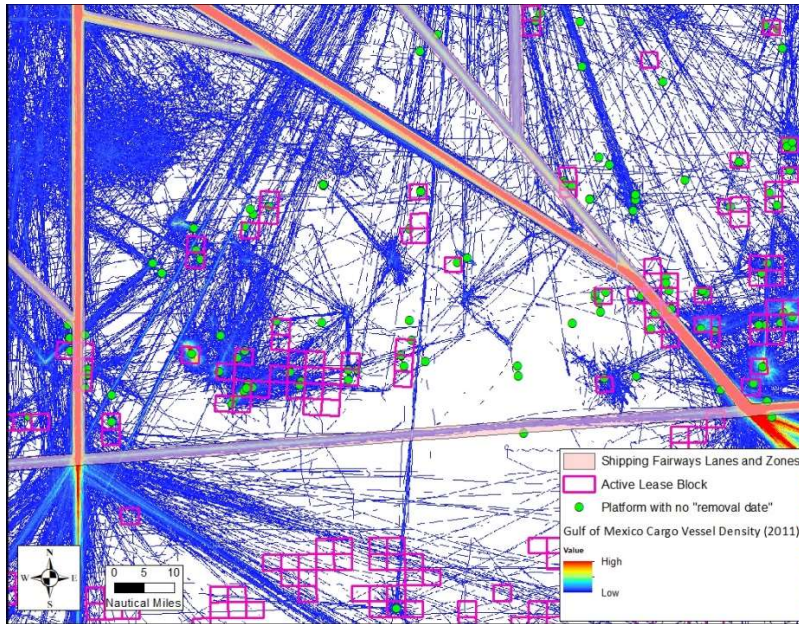 Shipping Fairways Lanes and Zones
Active Lease Block
Platform with no "removal date"
Gulf of Mexico Cargo Vessel Density (2011)
Value
High
Low
N
W E
S
0 5 10
Nautical Miles